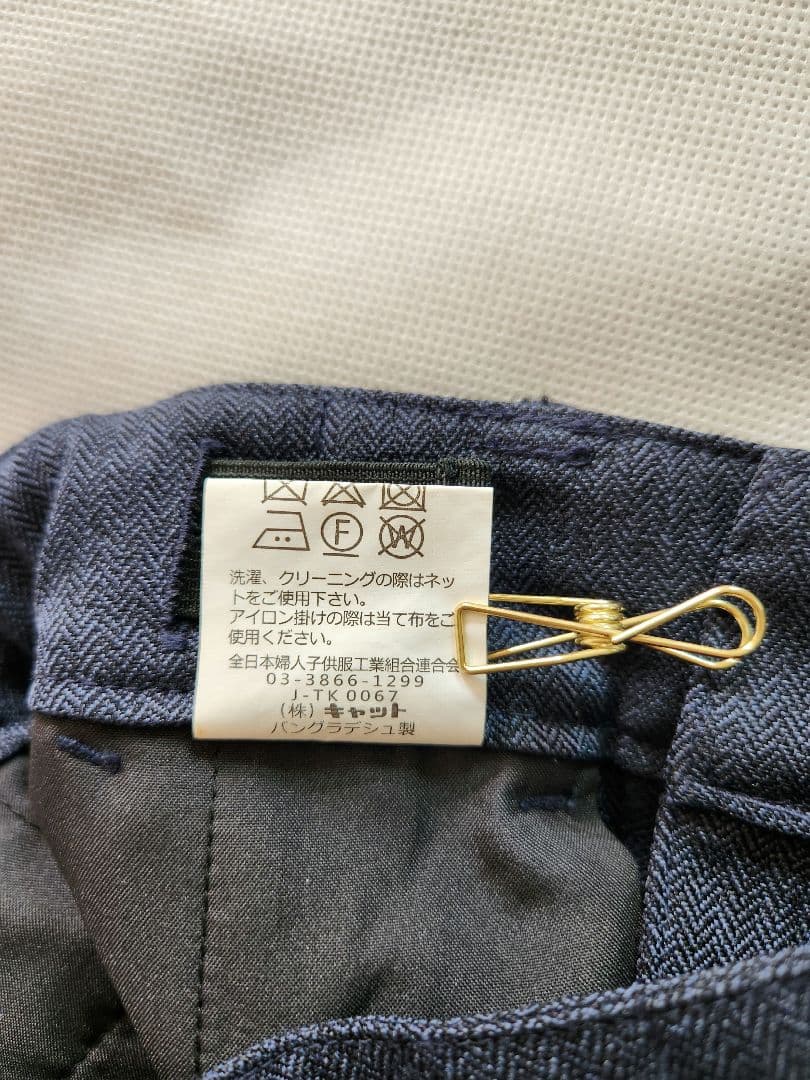 F W
洗濯、クリーニングの際はネッ
トをご使用下さい。
アイロン掛けの際は当て布をご
使用ください。
全日本婦人子供服工業組合連合会
03-3866-1299
J-TK0067
(株) キャット
バングラデシュ製